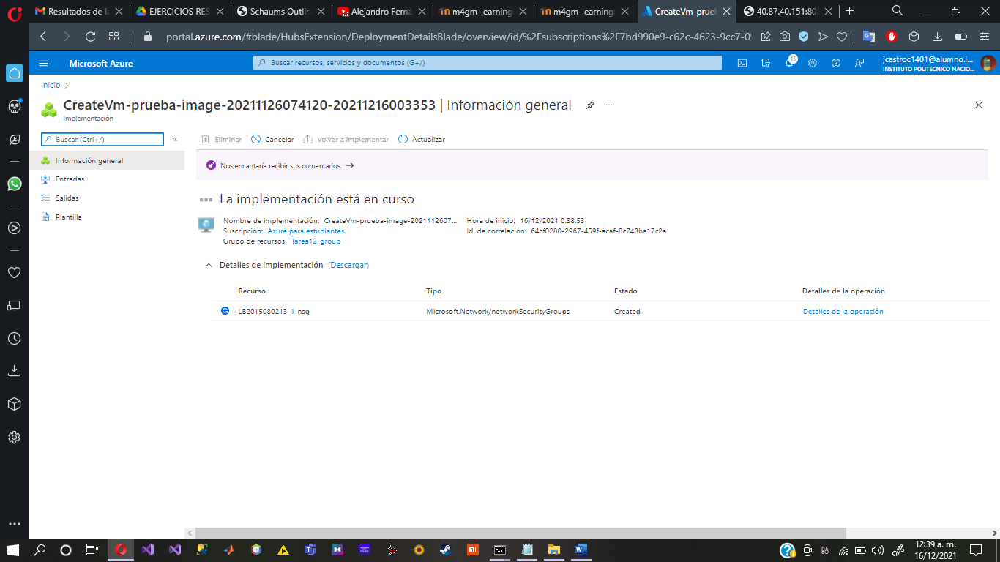 Resultados de la
EJERCICIOS RES
Schaums Outlin
Alejandro Ferná
m4gm-learning
m4gm-learning
CreateVm-prueb
40.87.40.151:808
portal.azure.com/#blade/HubsExtension/DeploymentDetailsBlade/overview/id/%2Fsubscriptions%2F7bd990e9-c62c-4623-9cc7-09
Microsoft Azure
Buscar recursos, servicios y documentos (G+/)
15
jcastroc1401@alumno.i...
INSTITUTO POLITECNICO NACIO...
Inicio
CreateVm-prueba-image-20211126074120-20211216003353 | Información general
Implementación
Buscar (Ctrl+/)
Eliminar
Cancelar
Volver a implementar
Actualizar
Información general
Entradas
Salidas
Plantilla
Nos encantaría recibir sus comentarios.
La implementación está en curso
Nombre de implementación: CreateVm-prueba-image-2021112607...
Hora de inicio: 16/12/2021 0:38:53
Suscripción: Azure para estudiantes
Id. de correlación: 64cf0280-2967-459f-acaf-8c748ba17c2a
Grupo de recursos: Tarea12_group
Detalles de implementación (Descargar)
Recurso Tipo Estado Detalles de la operación
LB2015080213-1-nsg Microsoft.Network/networkSecurityGroups Created Detalles de la operación
12:39 a. m.
16/12/2021